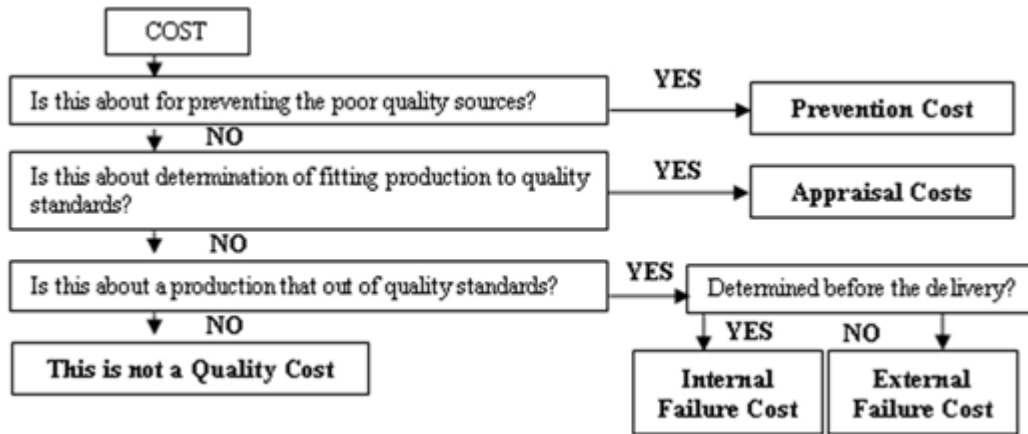 COST
Is this about for preventing the poor quality sources?
YES
Prevention Cost
NO
Is this about determination of fitting production to quality
standards?
YES
Appraisal Costs
NO
Is this about a production that out of quality standards?
YES
Determined before the delivery?
NO
This is not a Quality Cost
YES
NO
Internal
Failure Cost
External
Failure Cost